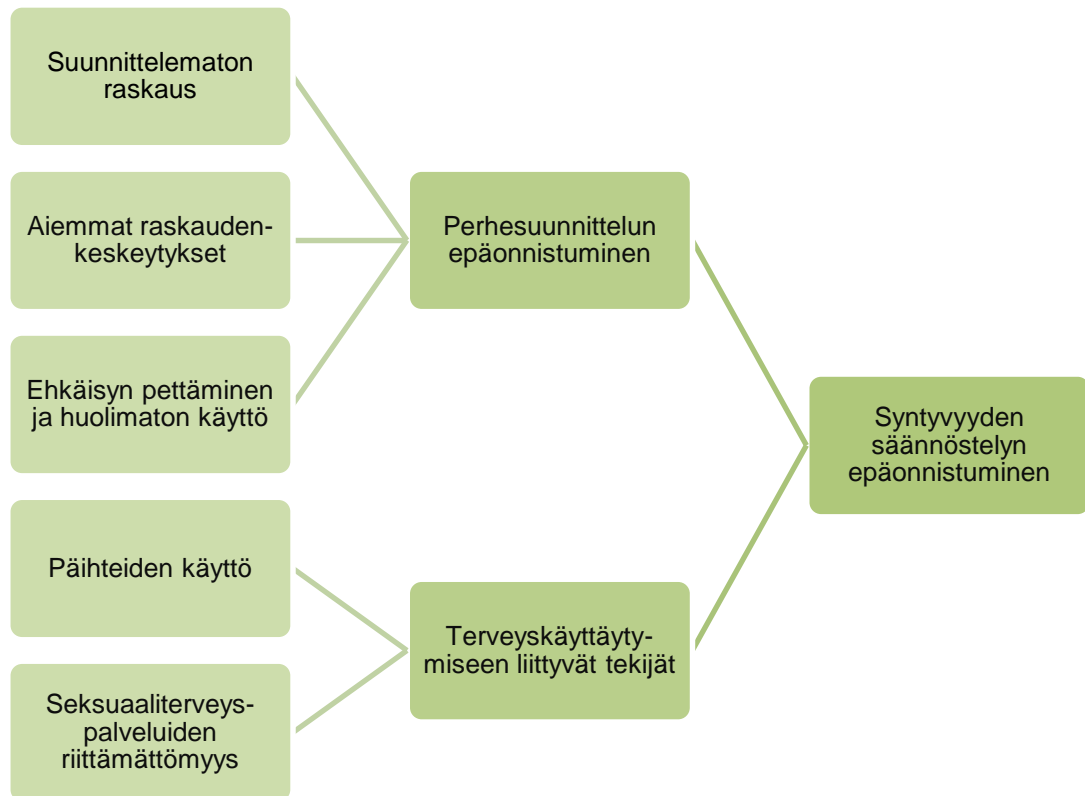 Suunnittelematon
raskaus
Aiemmat raskauden-
keskeytykset
Ehkäisyn pettäminen
ja huolimaton käyttö
Päihteiden käyttö
Seksuaaliterveys-
palveluiden
riittämättömyys
Perhesuunnittelun
epäonnistuminen
Terveyskäyttäyty-
miseen liittyvät tekijät
Syntyvyyden
säännöstelyn
epäonnistuminen